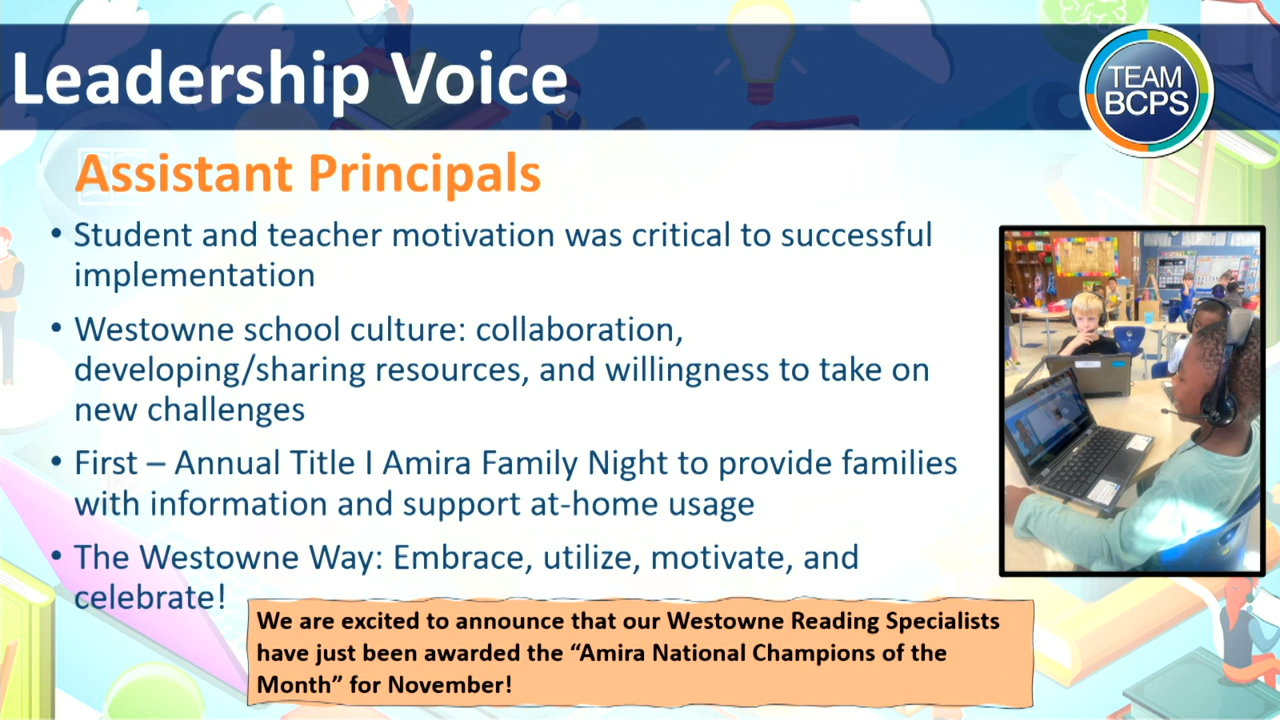 Leadership Voice
TEAM
BCPS
Assistant Principals
• Student and teacher motivation was critical to successful
implementation
• Westowne school culture: collaboration,
developing/sharing resources, and willingness to take on
new challenges
• First – Annual Title I Amira Family Night to provide families
with information and support at-home usage
• The Westowne Way: Embrace, utilize, motivate, and
celebrate!
We are excited to announce that our Westowne Reading Specialists
have just been awarded the “Amira National Champions of the
Month” for November!